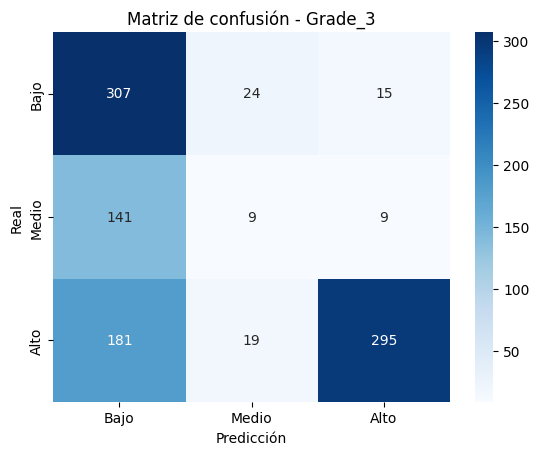 Matriz de confusión - Grade_3
Bajo 307 24 15
Medio 141 9 9
Alto 181 19 295
Real
Bajo Medio Alto
Predicción
300
250
200
150
100
50